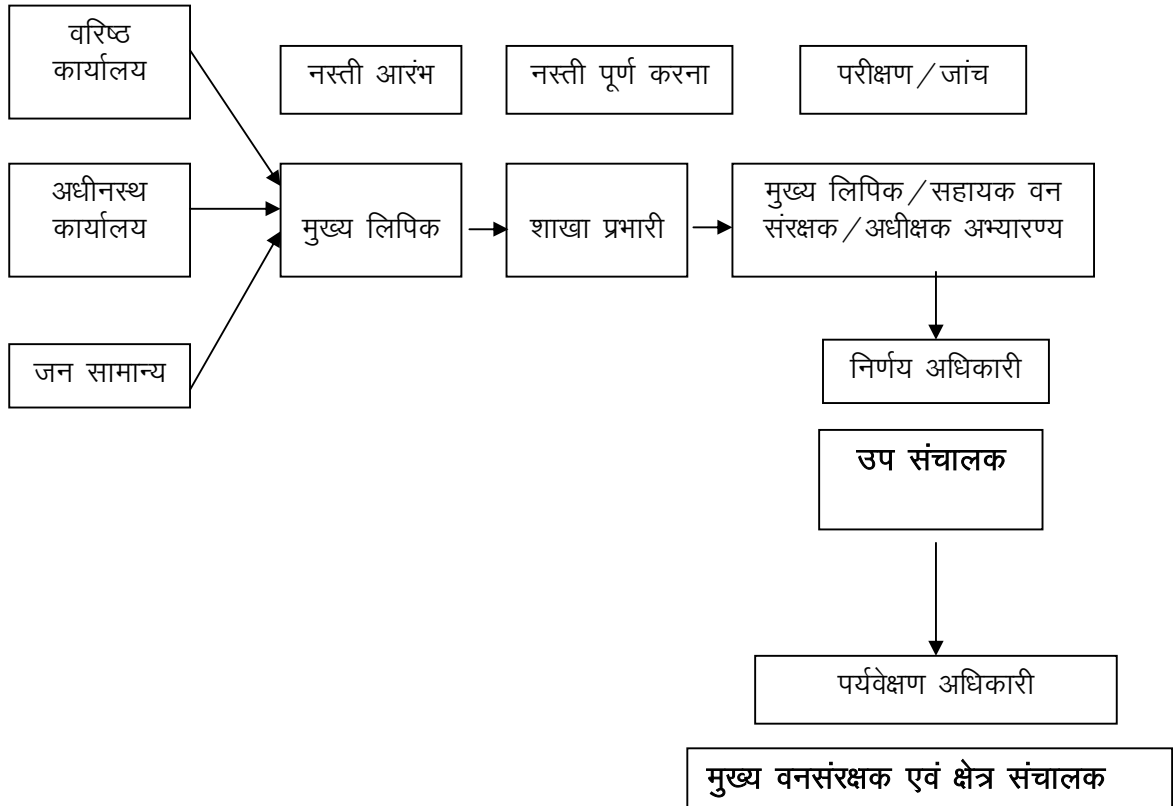 वरिष्ठ
कार्यालय
नस्ती आरंभ
नस्ती पूर्ण करना
परीक्षण/जांच
अधीनस्थ
कार्यालय
मुख्य लिपिक
शाखा प्रभारी
मुख्य लिपिक/सहायक वन
संरक्षक/अधीक्षक अभ्यारण्य
जन सामान्य
निर्णय अधिकारी
उप संचालक
पर्यवेक्षण अधिकारी
मुख्य वनसंरक्षक एवं क्षेत्र संचालक